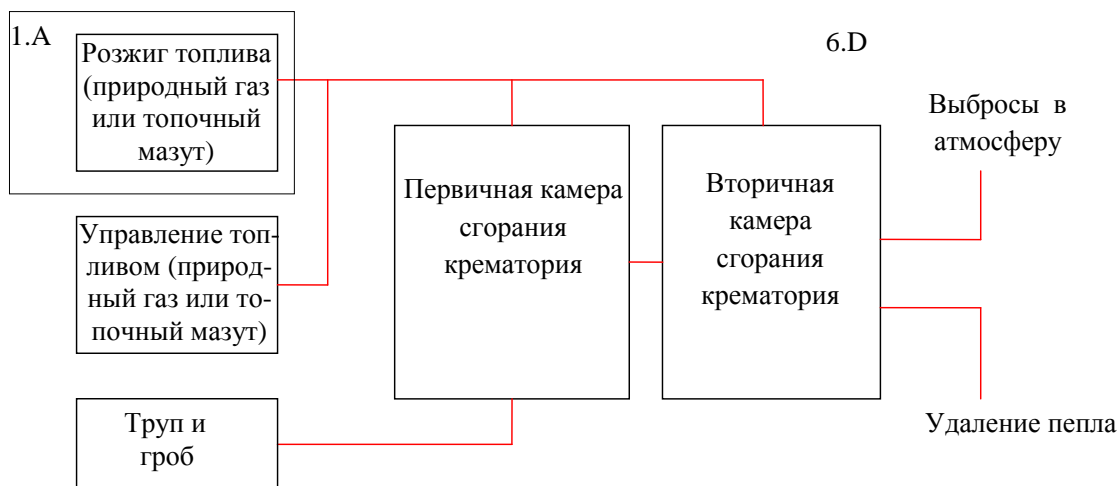 1.A
Розжиг топлива
(природный газ
или топочный
мазут)
6.D
Выбросы в
атмосферу
Первичная камера
сгорания
крематория
Вторичная
камера
сгорания
крематория
Управление топ-
ливом (природ-
ный газ или то-
почный мазут)
Труп и
гроб
Удаление пепла